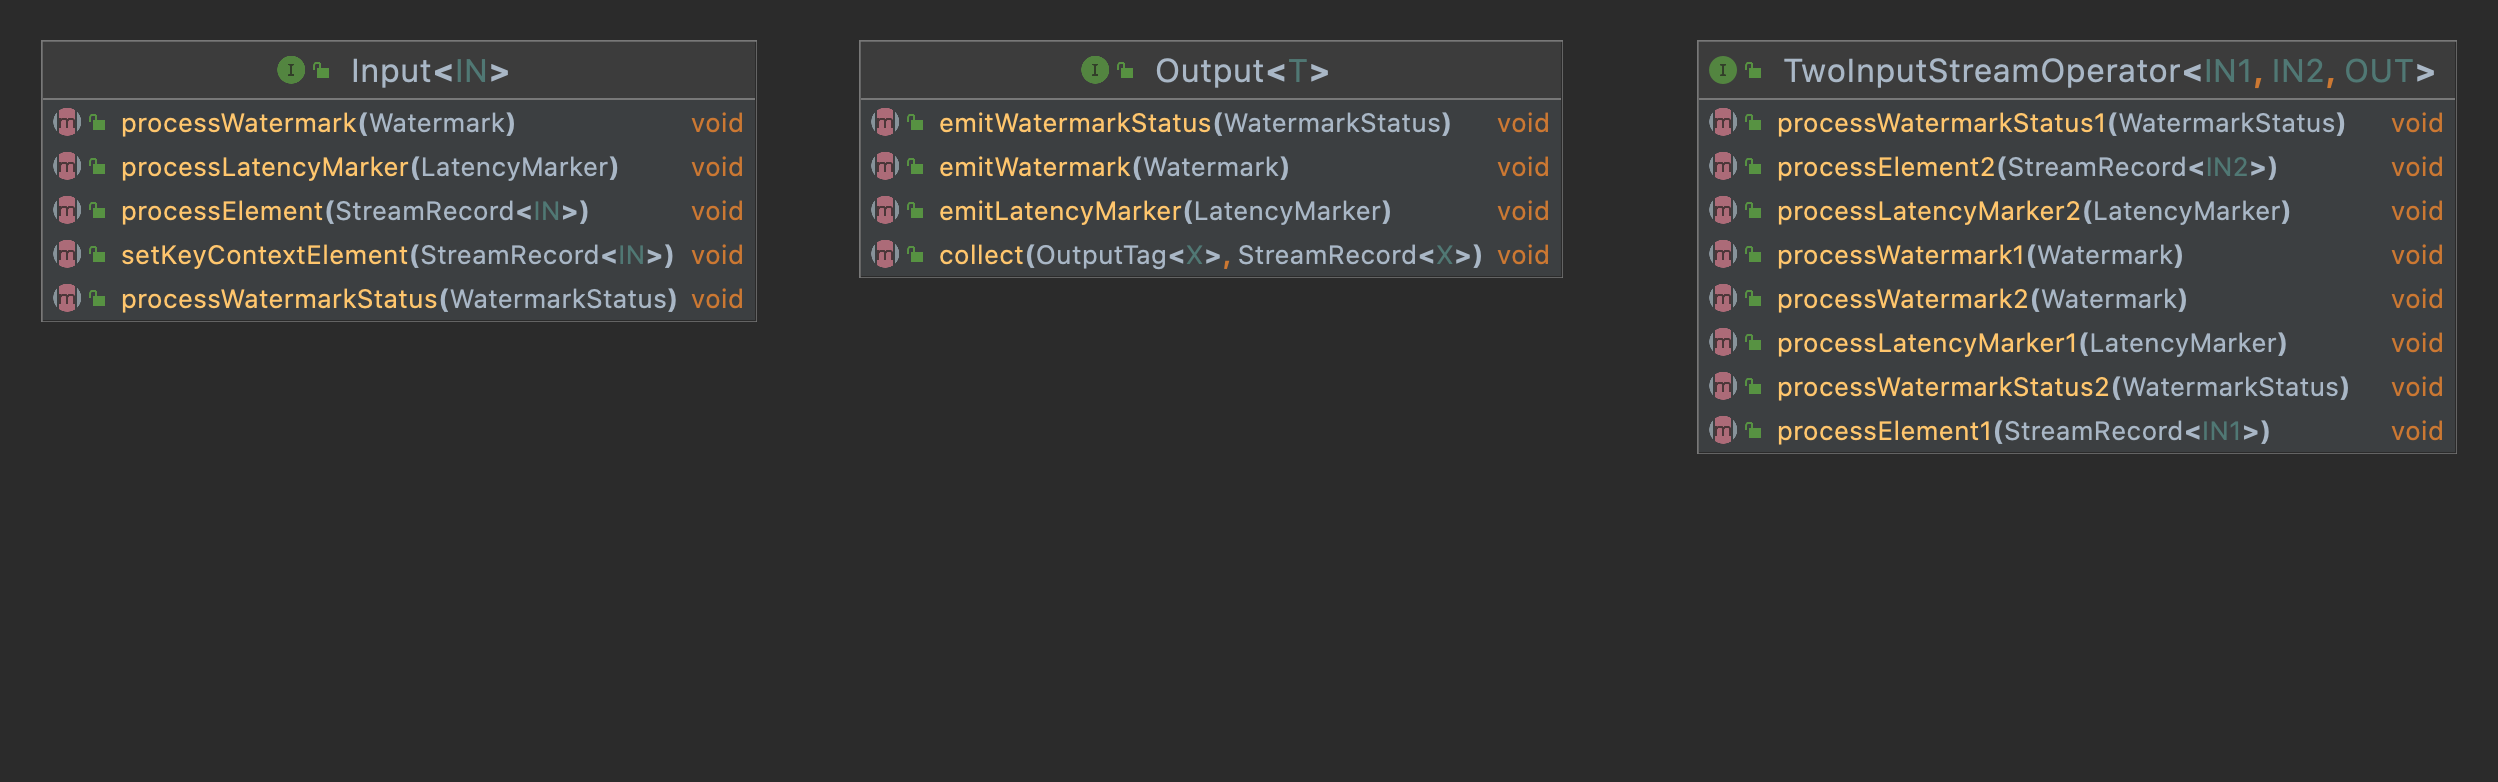 Input<IN>
processWatermark(Watermark) void
processLatencyMarker(LatencyMarker) void
processElement(StreamRecord<IN>) void
setKeyContextElement(StreamRecord<IN>) void
processWatermarkStatus(WatermarkStatus) void
Output<T>
emitWatermarkStatus(WatermarkStatus) void
emitWatermark(Watermark) void
emitLatencyMarker(LatencyMarker) void
collect(OutputTag<X>, StreamRecord<X>) void
TwoInputStreamOperator<IN1, IN2, OUT>
processWatermarkStatus1(WatermarkStatus) void
processElement2(StreamRecord<IN2>) void
processLatencyMarker2(LatencyMarker) void
processWatermark1(Watermark) void
processWatermark2(Watermark) void
processLatencyMarker1(LatencyMarker) void
processWatermarkStatus2(WatermarkStatus) void
processElement1(StreamRecord<IN1>) void